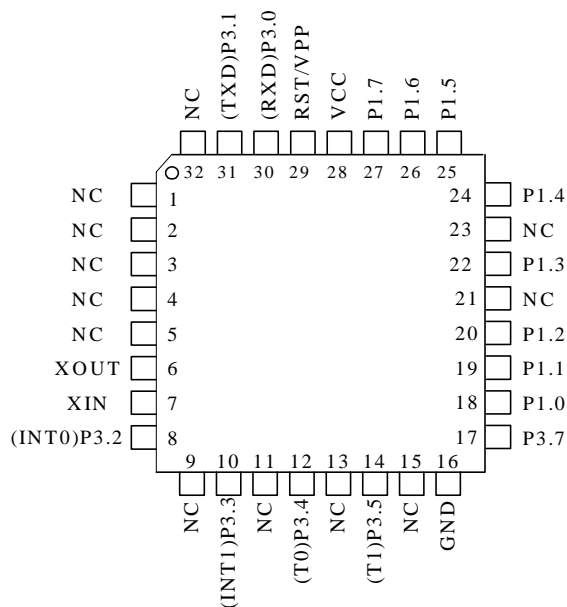 NC
(TXD)P3.1
(RXD)P3.0
RST/VPP
VCC
P1.7
P1.6
P1.5
32 31 30 29 28 27 26 25
NC 1
NC 2
NC 3
NC 4
NC 5
XOUT 6
XIN 7
(INT0)P3.2 8
24 P1.4
23 NC
22 P1.3
21 NC
20 P1.2
19 P1.1
18 P1.0
17 P3.7
9 10 11 12 13 14 15 16
NC
(INT1)P3.3
NC
(T0)P3.4
NC
(T1)P3.5
NC
GND